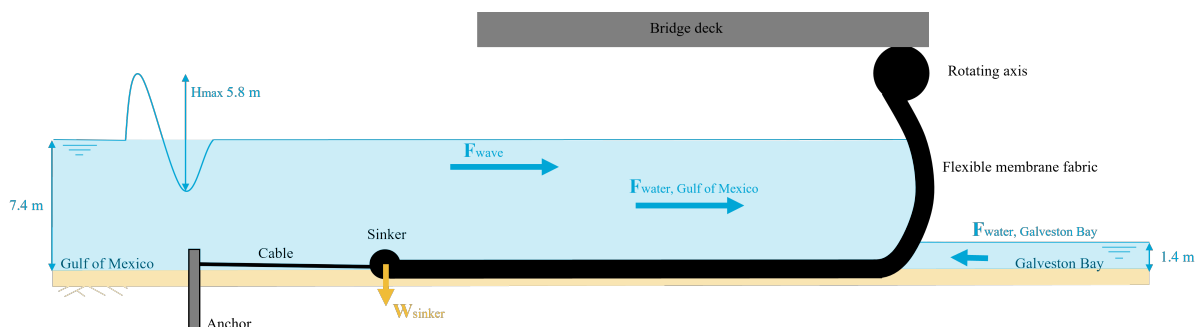 Bridge deck
Rotating axis
Hmax 5.8 m
Fwave
Flexible membrane fabric
Fwater, Gulf of Mexico
7.4 m
Sinker
Fwater, Galveston Bay
Cable
Gulf of Mexico
Galveston Bay
1.4 m
Wsinker
Anchor